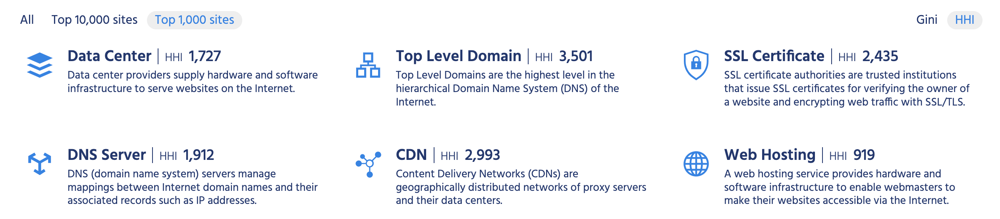 All Top 10,000 sites Top 1,000 sites Gini HHI
Data Center HHI 1,727
Data center providers supply hardware and software
infrastructure to serve websites on the Internet.
Top Level Domain HHI 3,501
Top Level Domains are the highest level in the
hierarchical Domain Name System (DNS) of the
Internet.
SSL Certificate HHI 2,435
SSL certificate authorities are trusted institutions
that issue SSL certificates for verifying the owner of
a website and encrypting web traffic with SSL/TLS.
DNS Server HHI 1,912
DNS (domain name system) servers manage
mappings between Internet domain names and their
associated records such as IP addresses.
CDN HHI 2,993
Content Delivery Networks (CDNs) are
geographically distributed networks of proxy servers
and their data centers.
Web Hosting HHI 919
A web hosting service provides hardware and
software infrastructure to enable webmasters to
make their websites accessible via the Internet.